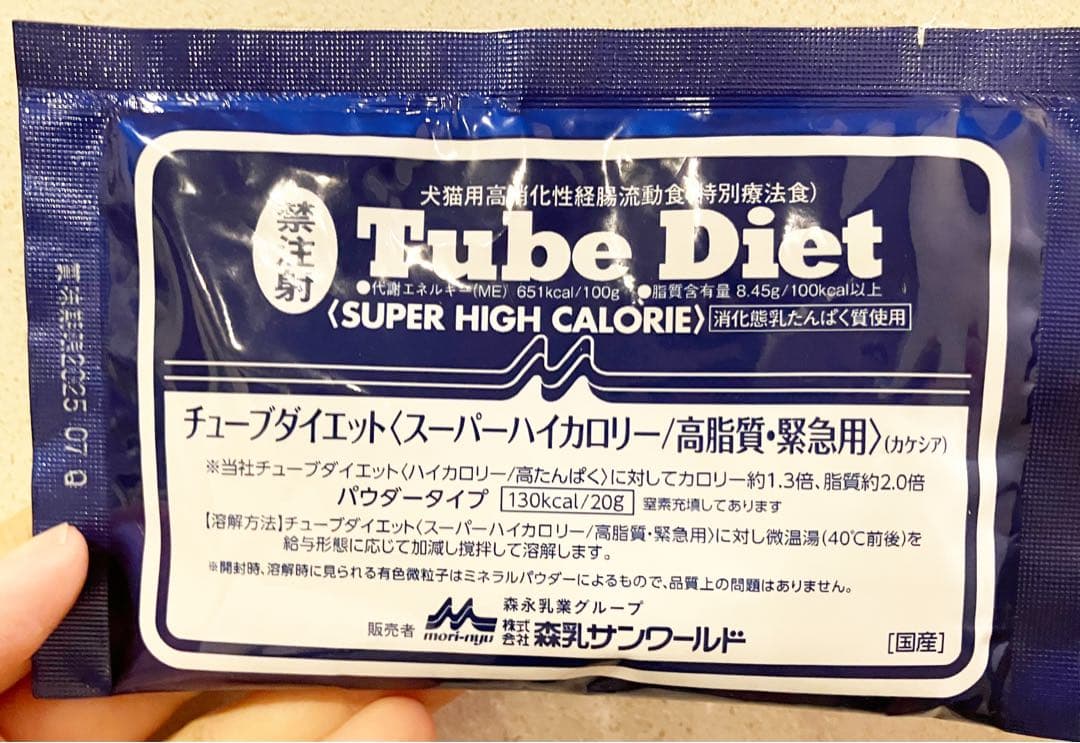 犬猫用高消化性経腸流動食(特別療法食)
禁注射
Tube Diet
●代謝エネルギー(ME) 651kcal/100g ●脂質含有量 8.45g/100kcal以上
〈SUPER HIGH CALORIE〉 消化態乳たんぱく質使用
チューブダイエット〈スーパーハイカロリー/高脂質・緊急用〉(カケシア)
※当社チューブダイエット〈ハイカロリー/高たんぱく〉に対してカロリー約1.3倍、脂質約2.0倍
パウダータイプ 130kcal/20g 窒素充填してあります
【溶解方法】チューブダイエット〈スーパーハイカロリー/高脂質・緊急用〉に対し微温湯(40℃前後)を
給与形態に応じて加減し撹拌して溶解します。
※開封時、溶解時に見られる有色微粒子はミネラルパウダーによるもので、品質上の問題はありません。
森永乳業グループ
販売者 mori-nyu 株式会社 森乳サンワールド
[国産]
2025 07